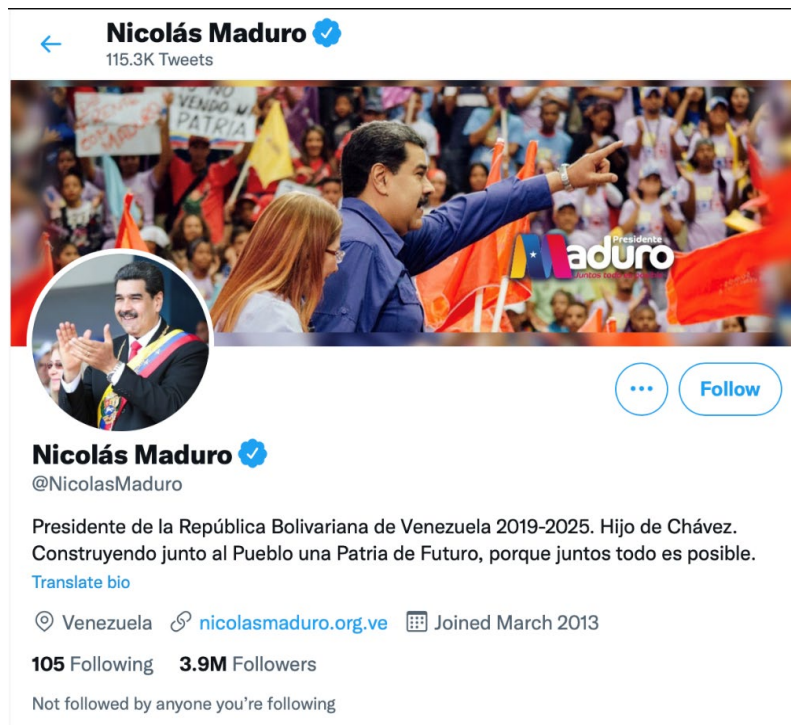 Nicolás Maduro
115.3K Tweets
NO
VENDO MI
PATRIA
Presidente
Maduro
Juntos todo
Follow
Nicolás Maduro
@NicolasMaduro
Presidente de la República Bolivariana de Venezuela 2019-2025. Hijo de Chávez.
Construyendo junto al Pueblo una Patria de Futuro, porque juntos todo es posible.
Translate bio
Venezuela nicolasmaduro.org.ve Joined March 2013
105 Following 3.9M Followers
Not followed by anyone you’re following